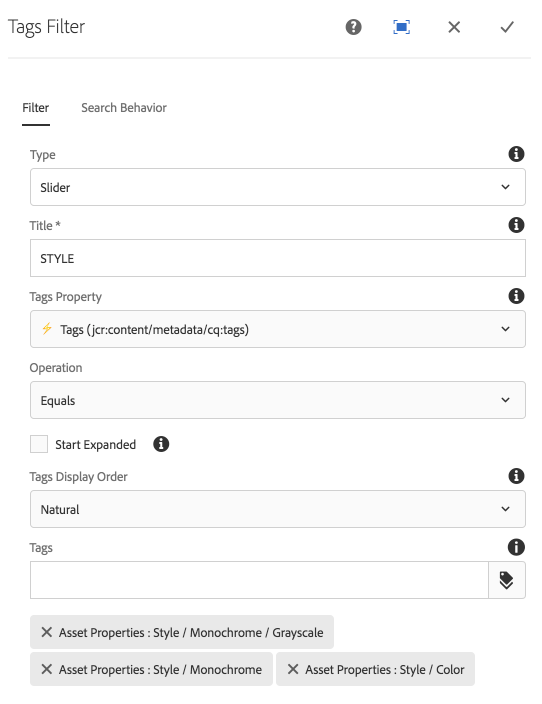 Tags Filter
Filter Search Behavior
Type
Slider
Title *
STYLE
Tags Property
Tags (jcr:content/metadata/cq:tags)
Operation
Equals
Start Expanded
Tags Display Order
Natural
Tags
Asset Properties : Style / Monochrome / Grayscale
Asset Properties : Style / Monochrome Asset Properties : Style / Color